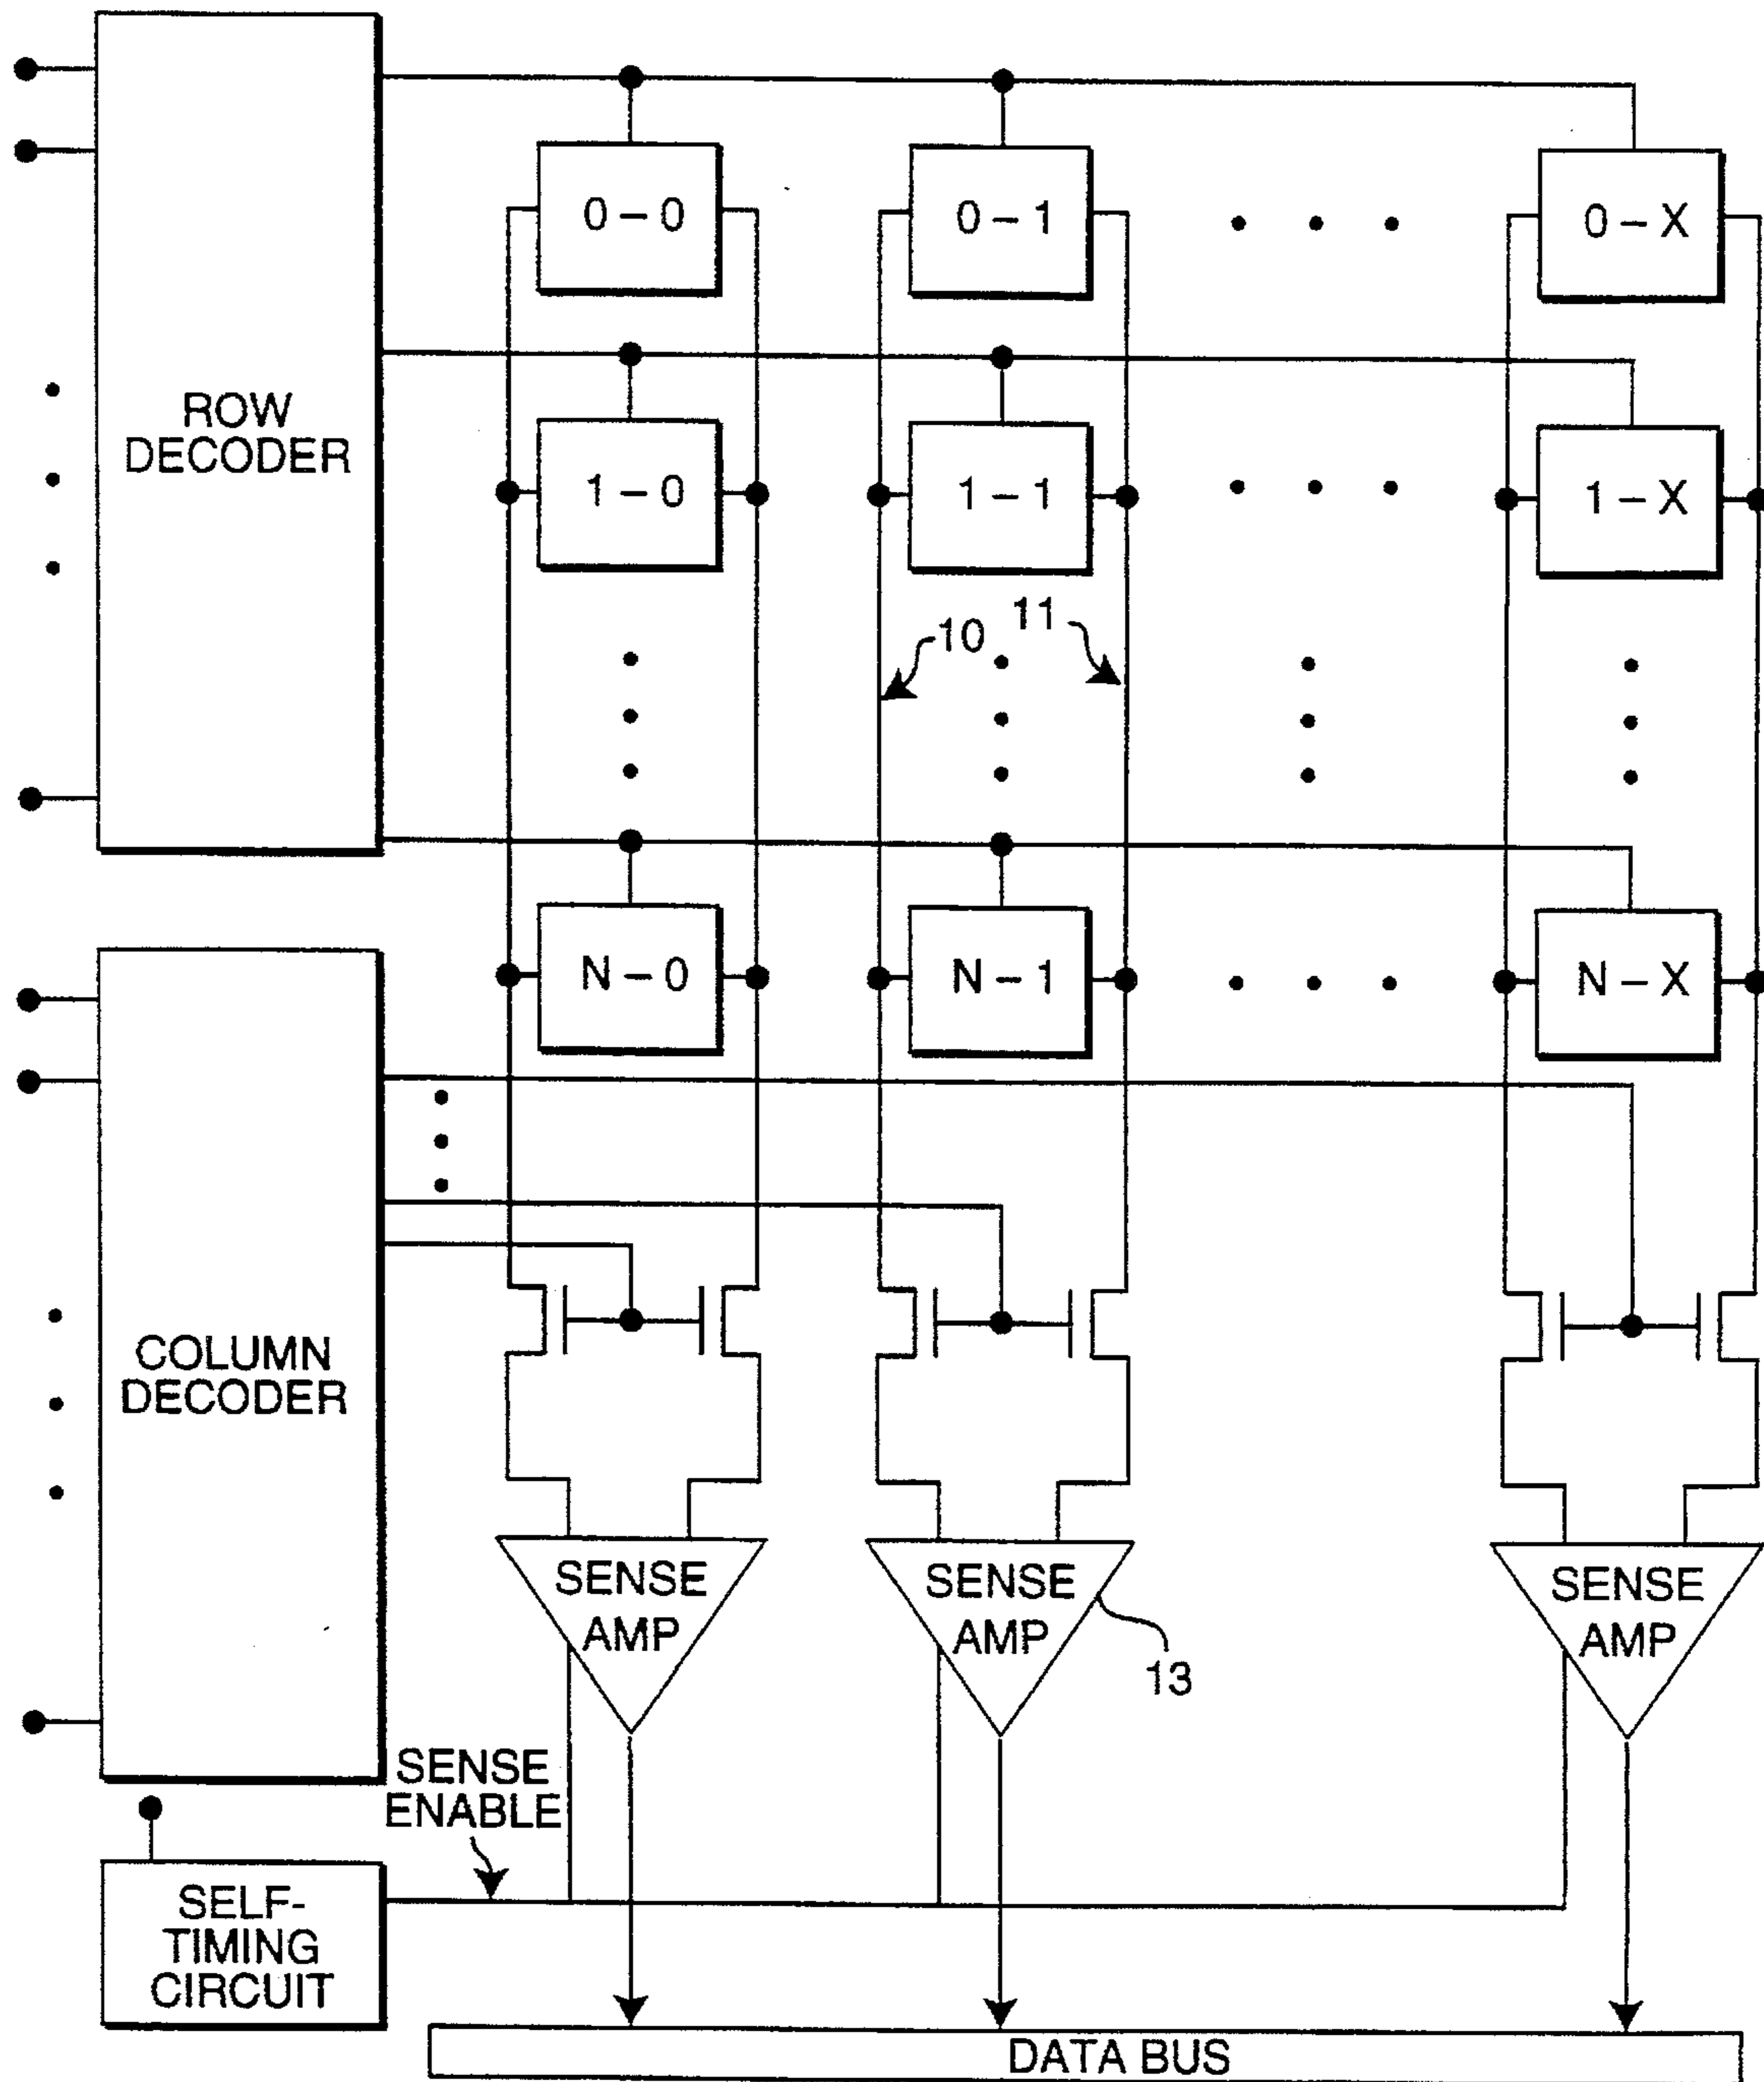 0 – 0
0 – 1
0 – X
ROW
DECODER
1 – 0
1 – 1
1 – X
10
11
N – 0
N – 1
N – X
COLUMN
DECODER
SENSE
AMP
SENSE
AMP
SENSE
AMP
13
SENSE
ENABLE
SELF-
TIMING
CIRCUIT
DATA BUS